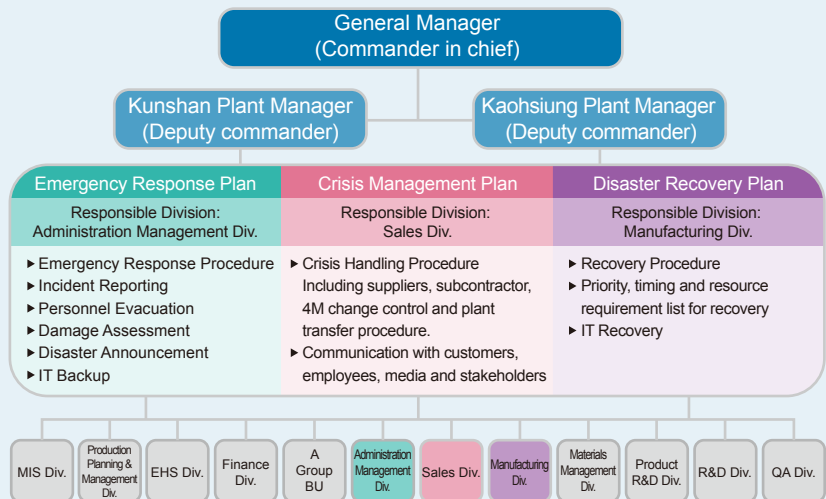 General Manager
(Commander in chief)
Kunshan Plant Manager
(Deputy commander)
Kaohsiung Plant Manager
(Deputy commander)
Emergency Response Plan
Responsible Division:
Administration Management Div.
▸ Emergency Response Procedure
▸ Incident Reporting
▸ Personnel Evacuation
▸ Damage Assessment
▸ Disaster Announcement
▸ IT Backup
Crisis Management Plan
Responsible Division:
Sales Div.
▸ Crisis Handling Procedure
Including suppliers, subcontractor,
4M change control and plant
transfer procedure.
▸ Communication with customers,
employees, media and stakeholders
Disaster Recovery Plan
Responsible Division:
Manufacturing Div.
▸ Recovery Procedure
▸ Priority, timing and resource
requirement list for recovery
▸ IT Recovery
MIS Div.
Production
Planning &
Management
Div.
EHS Div.
Finance
Div.
A
Group
BU
Administration
Management
Div.
Sales Div.
Manufacturing
Div.
Materials
Management
Div.
Product
R&D Div.
R&D Div.
QA Div.